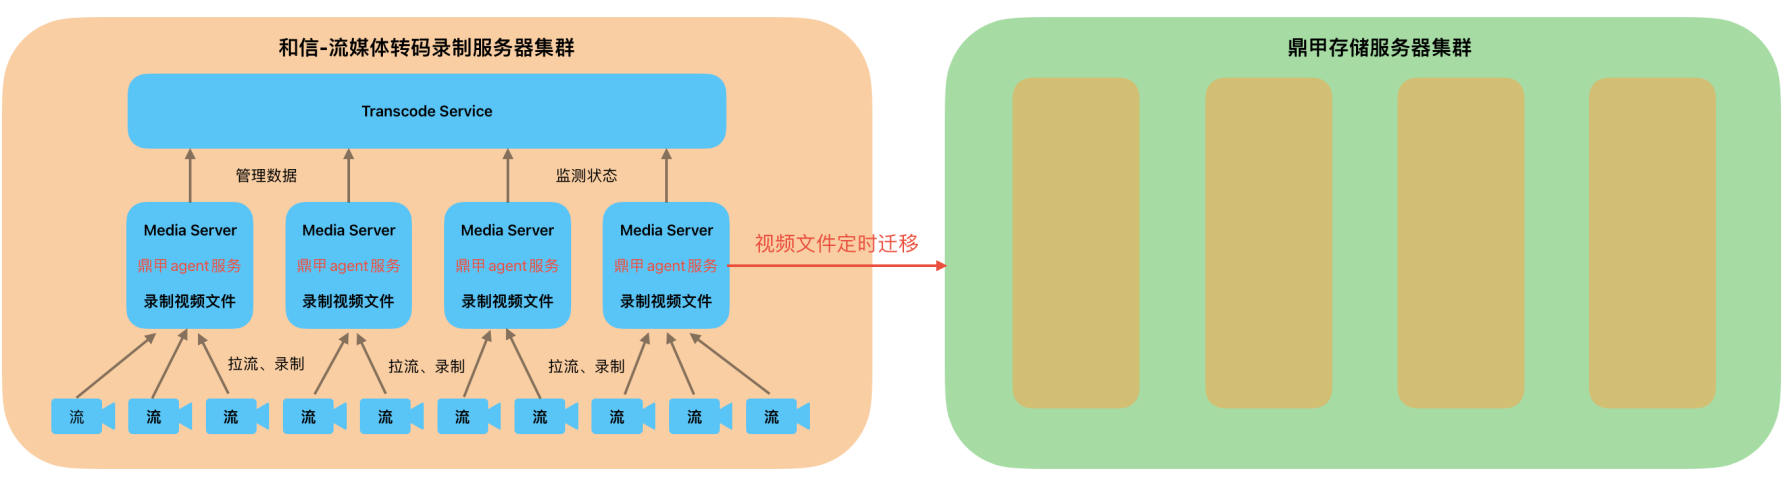 和信-流媒体转码录制服务器集群
Transcode Service
管理数据
监测状态
Media Server
鼎甲agent服务
录制视频文件
Media Server
鼎甲agent服务
录制视频文件
Media Server
鼎甲agent服务
录制视频文件
Media Server
鼎甲agent服务
录制视频文件
拉流、录制
拉流、录制
拉流、录制
流
流
流
流
流
流
流
流
流
流
视频文件定时迁移
鼎甲存储服务器集群